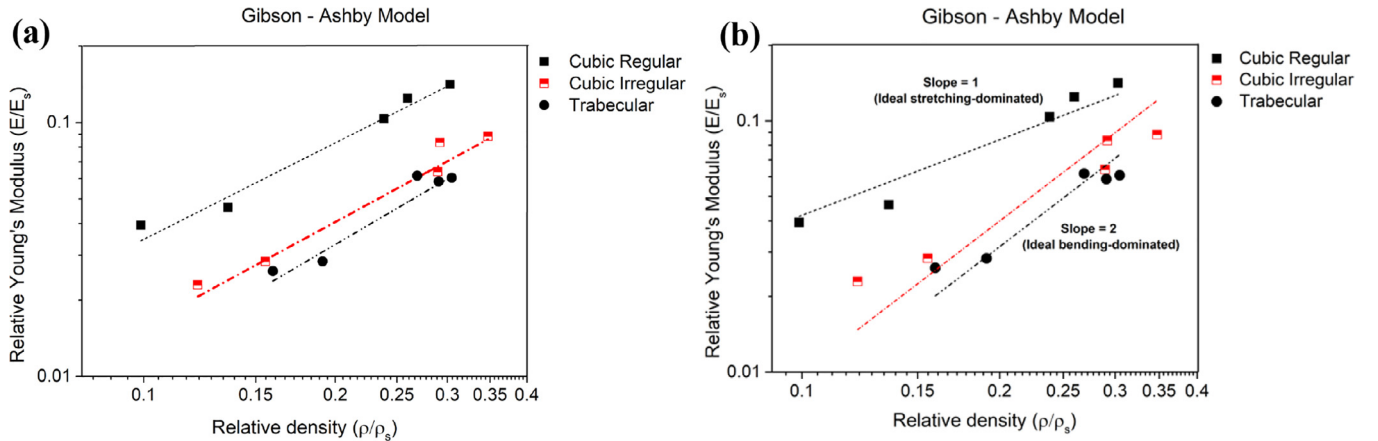 (a)
Gibson - Ashby Model
Relative Young's Modulus (E/Es)
0.1
0.01
0.1
0.15
0.2
0.25
0.3
0.35
0.4
Relative density (ρ/ρs)
Cubic Regular
Cubic Irregular
Trabecular
(b)
Gibson - Ashby Model
Relative Young's Modulus (E/Es)
0.1
0.01
Slope = 1
(Ideal stretching-dominated)
Slope = 2
(Ideal bending-dominated)
0.1
0.15
0.2
0.25
0.3
0.35
0.4
Relative density (ρ/ρs)
Cubic Regular
Cubic Irregular
Trabecular